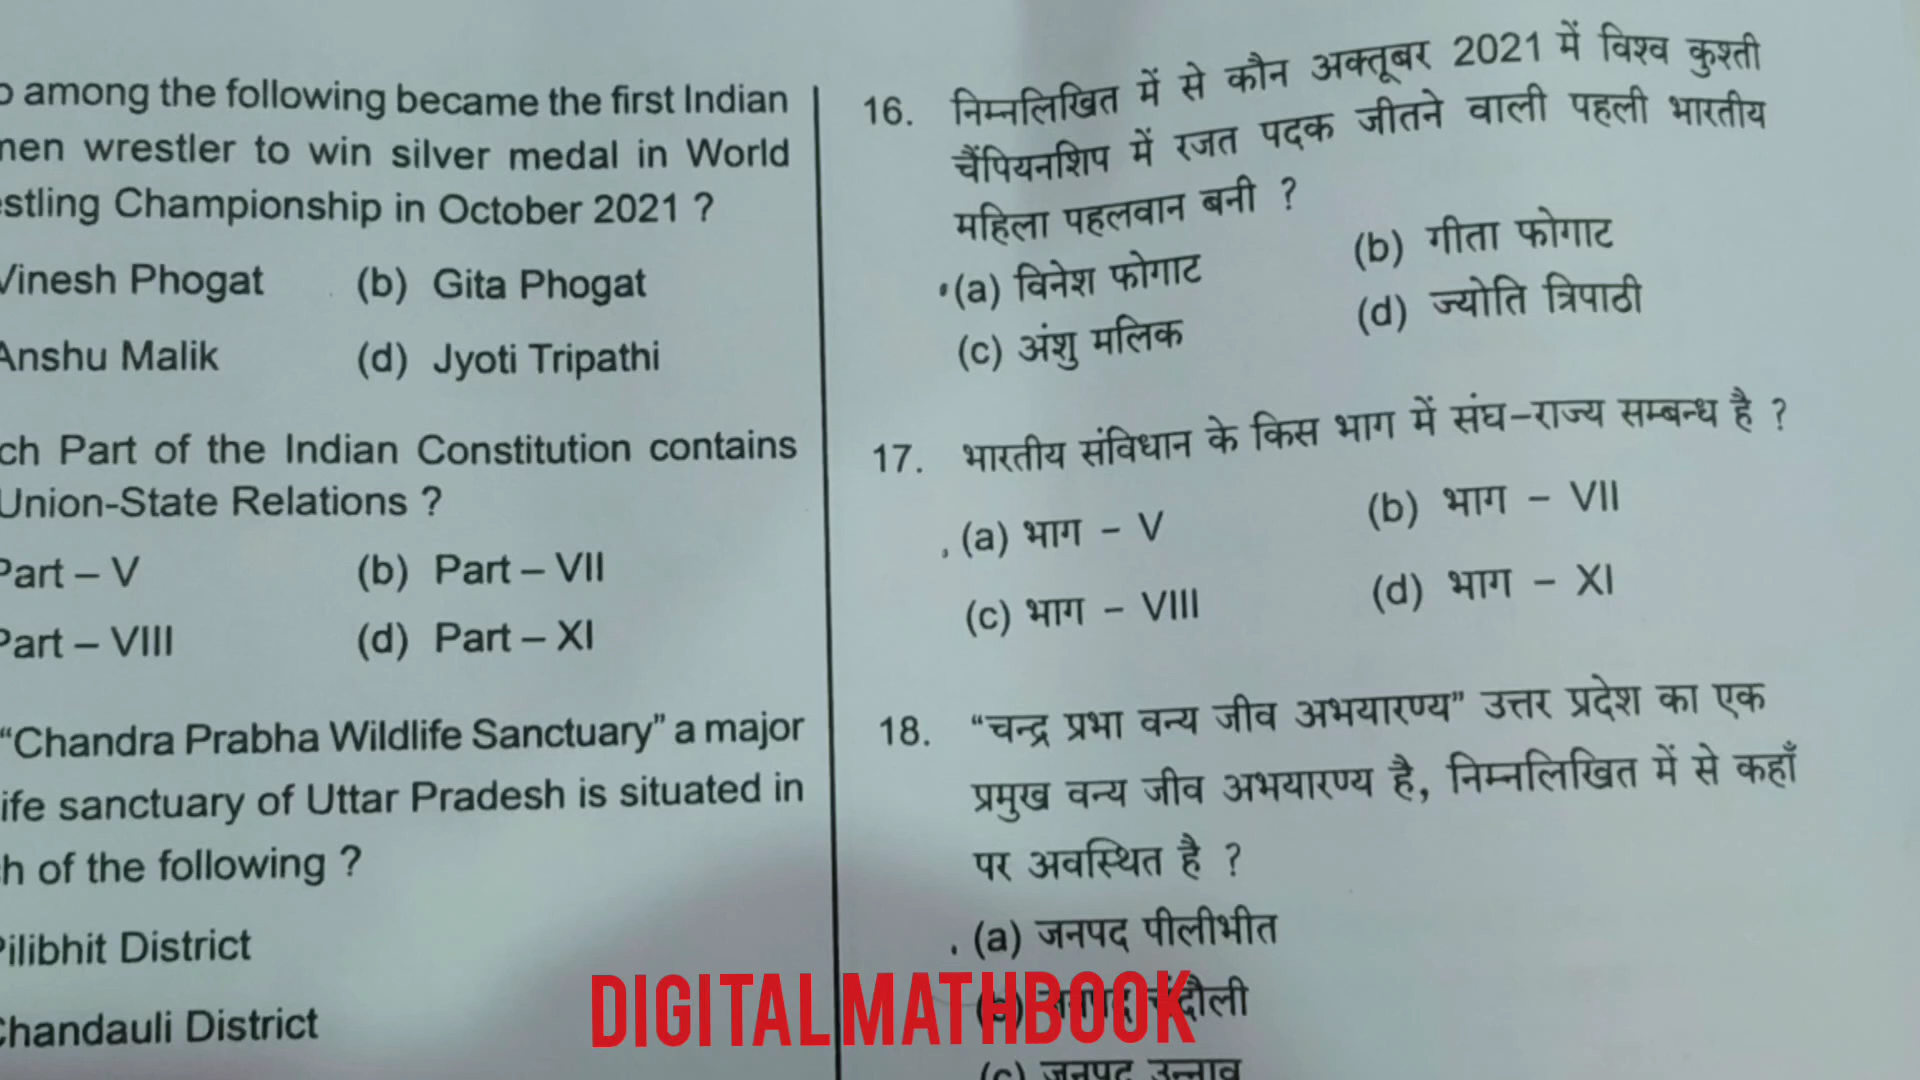 among the following became the first Indian
wrestler to win silver medal in World
Championship in October 2021 ?
Vinesh Phogat (b) Gita Phogat
Anshu Malik (d) Jyoti Tripathi
Part of the Indian Constitution contains
Union-State Relations ?
Part – V (b) Part – VII
Part – VIII (d) Part – XI
“Chandra Prabha Wildlife Sanctuary” a major
sanctuary of Uttar Pradesh is situated in
of the following ?
Pilibhit District
Chandauli District
16. निम्नलिखित में से कौन अक्तूबर 2021 में विश्व कुश्ती
चैंपियनशिप में रजत पदक जीतने वाली पहली भारतीय
महिला पहलवान बनी ?
(a) विनेश फोगाट (b) गीता फोगाट
(c) अंशु मलिक (d) ज्योति त्रिपाठी
17. भारतीय संविधान के किस भाग में संघ–राज्य सम्बन्ध है ?
(a) भाग – V (b) भाग – VII
(c) भाग – VIII (d) भाग – XI
18. “चन्द्र प्रभा वन्य जीव अभयारण्य” उत्तर प्रदेश का एक
प्रमुख वन्य जीव अभयारण्य है, निम्नलिखित में से कहाँ
पर अवस्थित है ?
(a) जनपद पीलीभीत
(b) जनपद चंदौली
(c) जनपद उन्नाव
DIGITAL MATHBOOK